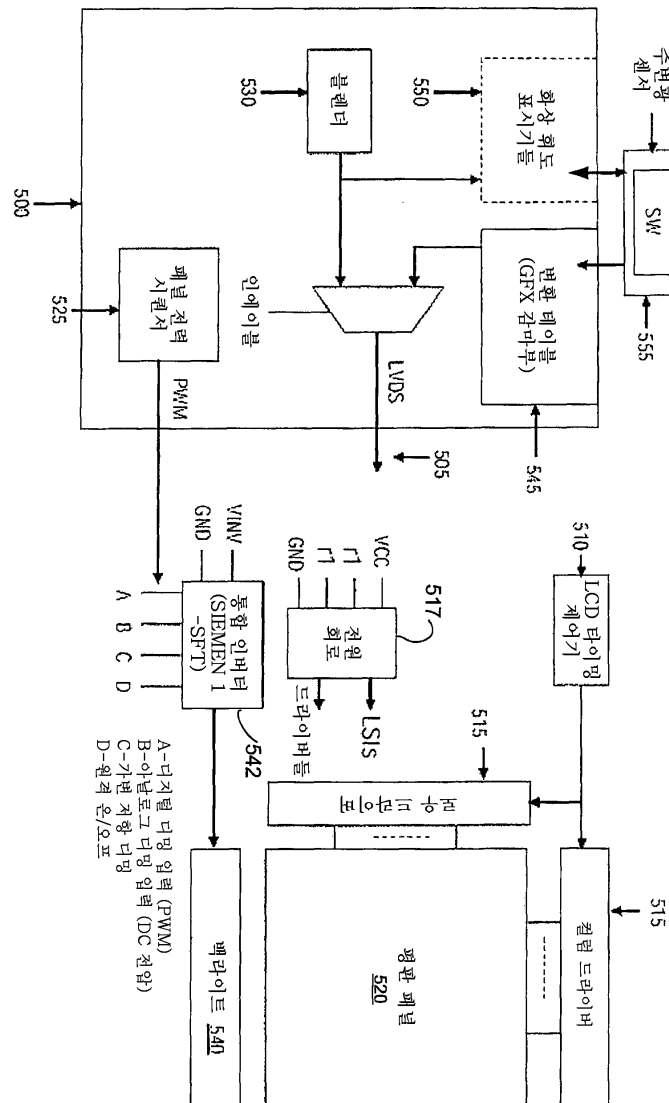 주변광
센서
SW
555
화상 휘도
표시기들
550
변환 테이블
(GFX 감마부)
545
블렌더
530
인에이블
LVDS
505
500
패널 전력
시퀀서
525
PWM
510
LCD 타이밍
제어기
VCC
GND
전원
회로
517
LSIs
드라이버들
VINV
GND
통합 인버터
(SIEMEN 1
-SFT)
542
A
B
C
D
A-디지털 디밍 입력 (PWM)
B-아날로그 디밍 입력 (DC 전압)
C-가변 저항 디밍
D-원격 온/오프
515
로우 드라이버
515
컬럼 드라이버
평판 패널
520
백라이트 540